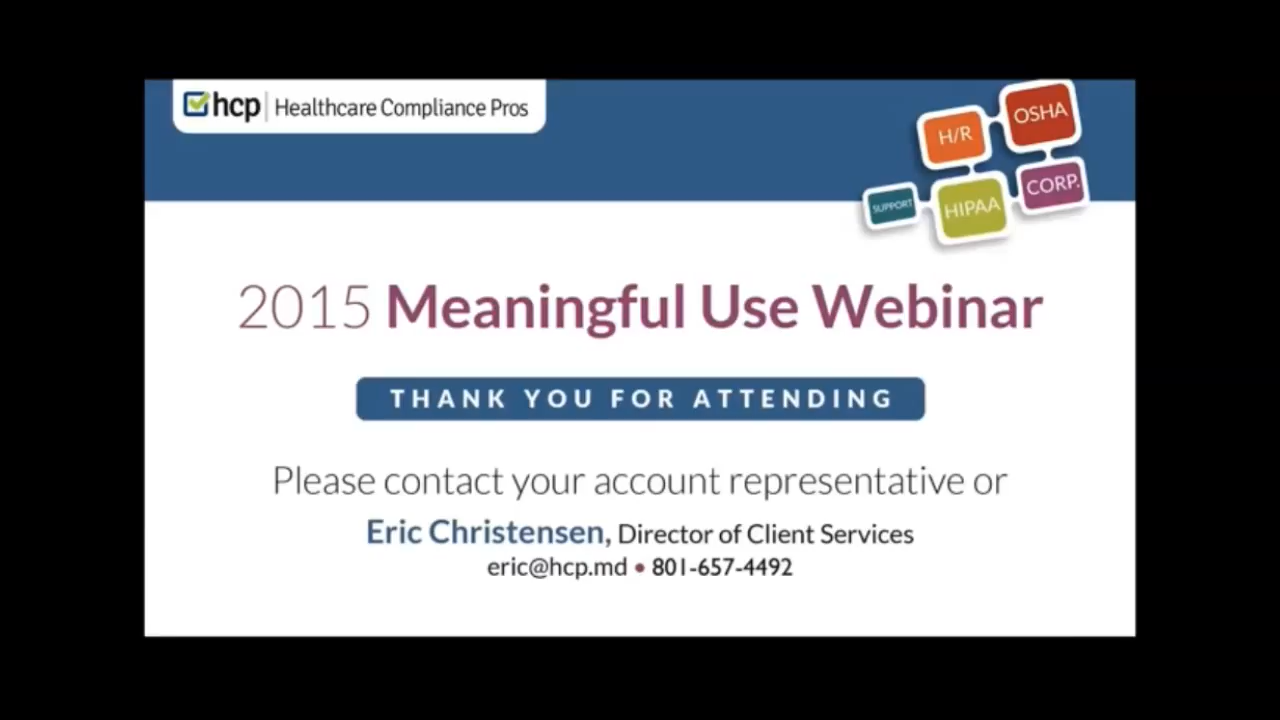 hcp Healthcare Compliance Pros
OSHA
H/R
CORP.
SUPPORT
HIPAA
2015 Meaningful Use Webinar
THANK YOU FOR ATTENDING
Please contact your account representative or
Eric Christensen, Director of Client Services
eric@hcp.md • 801-657-4492